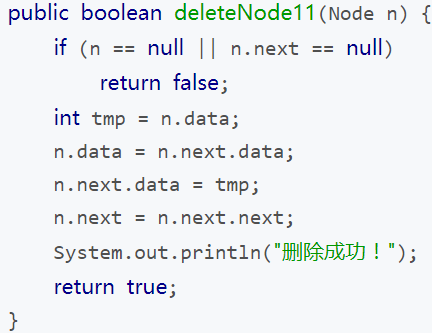 public boolean deleteNode11(Node n) {
    if (n == null || n.next == null)
        return false;
    int tmp = n.data;
    n.data = n.next.data;
    n.next.data = tmp;
    n.next = n.next.next;
    System.out.println("删除成功！");
    return true;
}